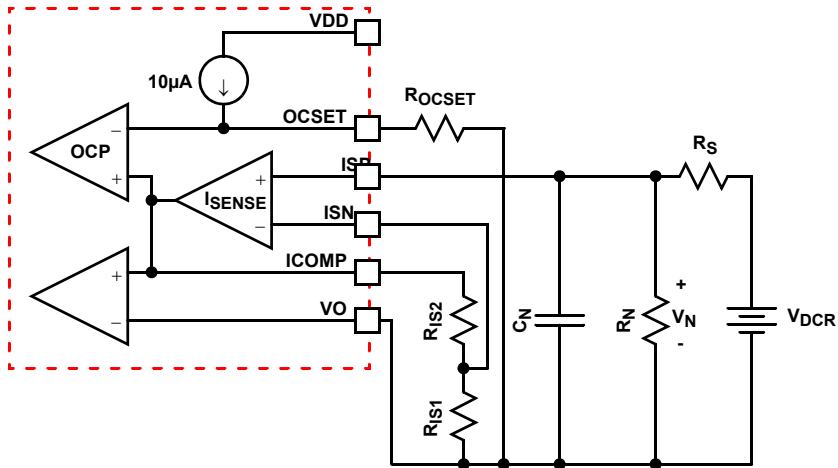 VDD
10µA
↓
OCSET
ROCSET
−
OCP
+
ISP
RS
+
ISENSE
−
ISN
ICOMP
+
−
VO
RIS2
RIS1
CN
RN
+
VN
-
VDCR